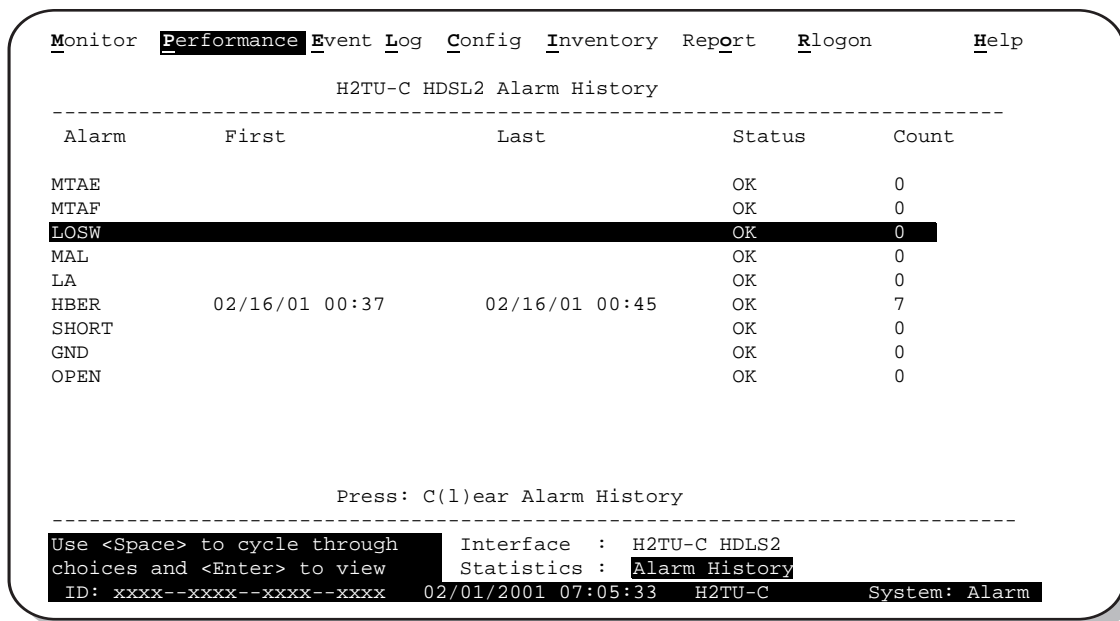 Monitor Performance Event Log Config Inventory Report Rlogon Help
H2TU-C HDSL2 Alarm History
--------------------------------------------------------------------------------
Alarm First Last Status Count
MTAE OK 0
MTAF OK 0
LOSW OK 0
MAL OK 0
LA OK 0
HBER 02/16/01 00:37 02/16/01 00:45 OK 7
SHORT OK 0
GND OK 0
OPEN OK 0
Press: C(l)ear Alarm History
--------------------------------------------------------------------------------
Use <Space> to cycle through Interface : H2TU-C HDLS2
choices and <Enter> to view Statistics : Alarm History
ID: xxxx--xxxx--xxxx--xxxx 02/01/2001 07:05:33 H2TU-C System: Alarm